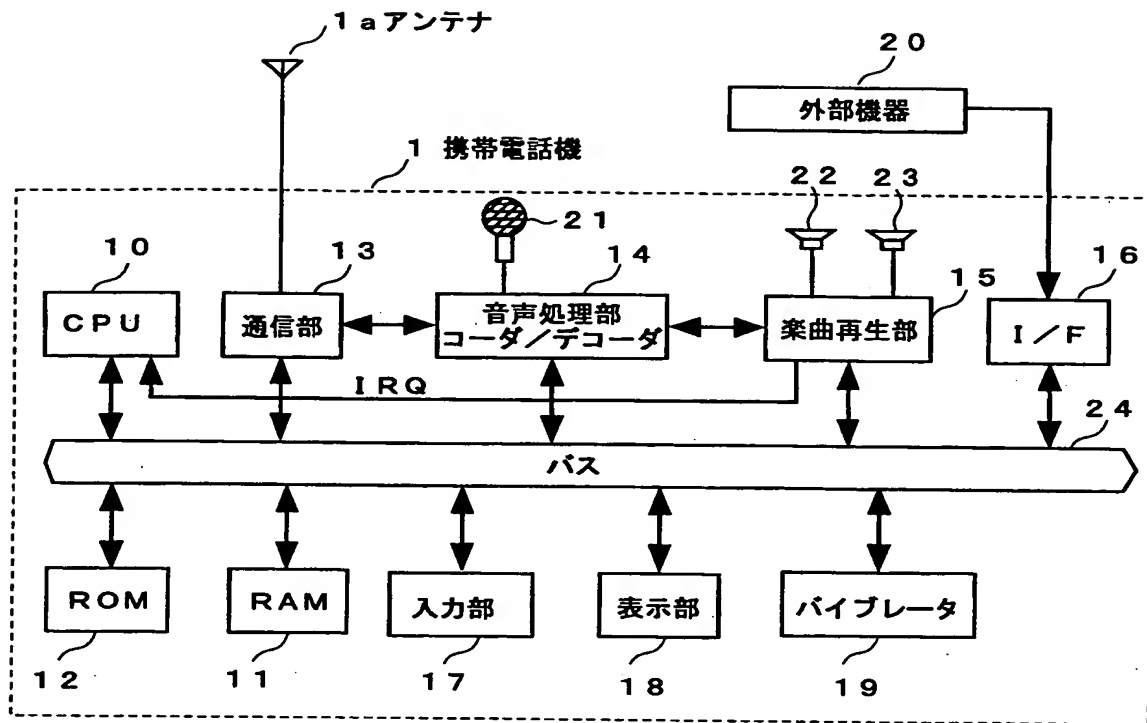 1aアンテナ
20
外部機器
1 携帯電話機
22
23
21
10
13
14
15
16
CPU
通信部
音声処理部
コーダ/デコーダ
楽曲再生部
I/F
IRQ
24
バス
ROM
RAM
入力部
表示部
バイブレータ
12
11
17
18
19